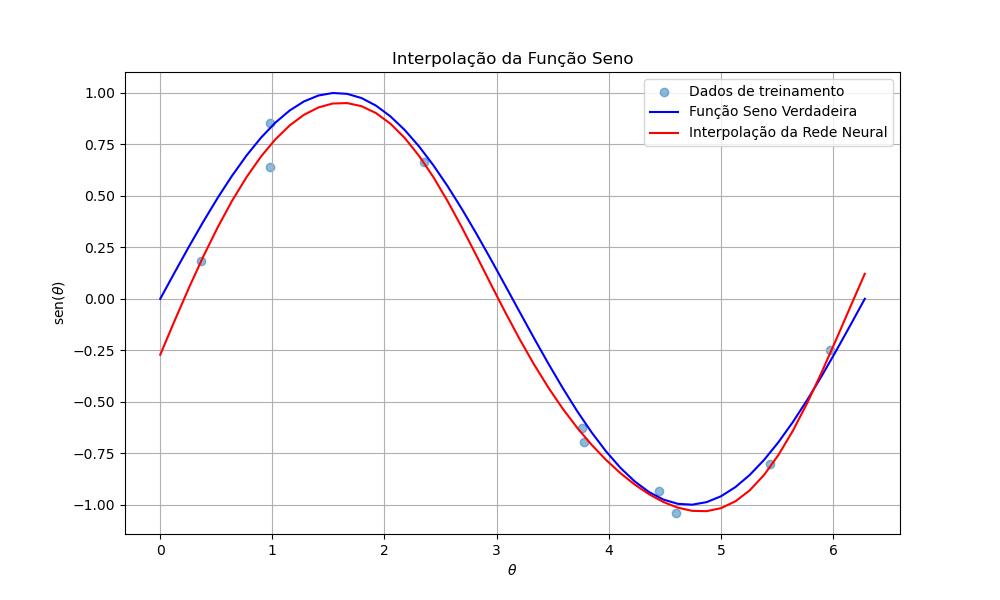 Interpolação da Função Seno
Dados de treinamento
Função Seno Verdadeira
Interpolação da Rede Neural
1.00
0.75
0.50
0.25
0.00
−0.25
−0.50
−0.75
−1.00
sen(θ)
0 1 2 3 4 5 6
θ